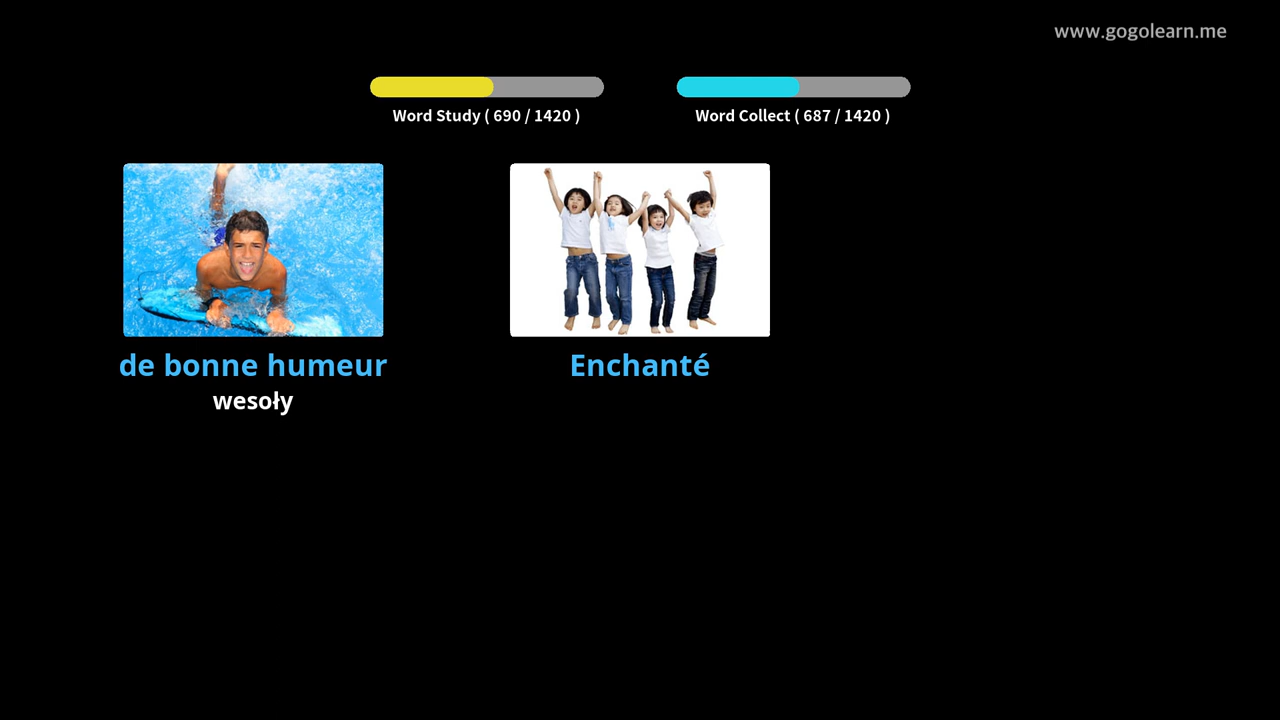 www.gogolearn.me
Word Study ( 690 / 1420 )
Word Collect ( 687 / 1420 )
de bonne humeur
wesoły
Enchanté